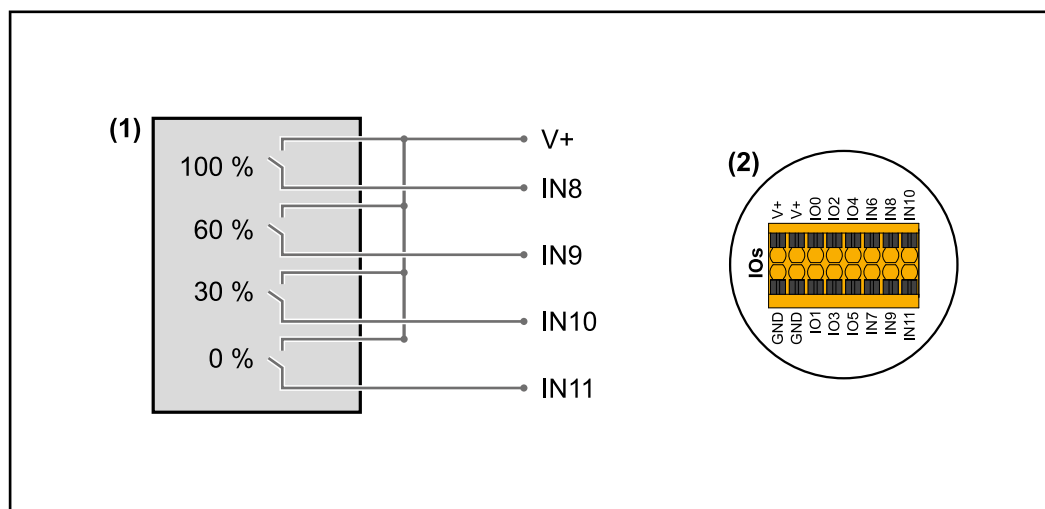 (1)
100 %
60 %
30 %
0 %
V+
IN8
IN9
IN10
IN11
(2)
IOs
V+
V+
IO0
IO2
IO4
IN6
IN8
IN10
GND
GND
IO1
IO3
IO5
IN7
IN9
IN11